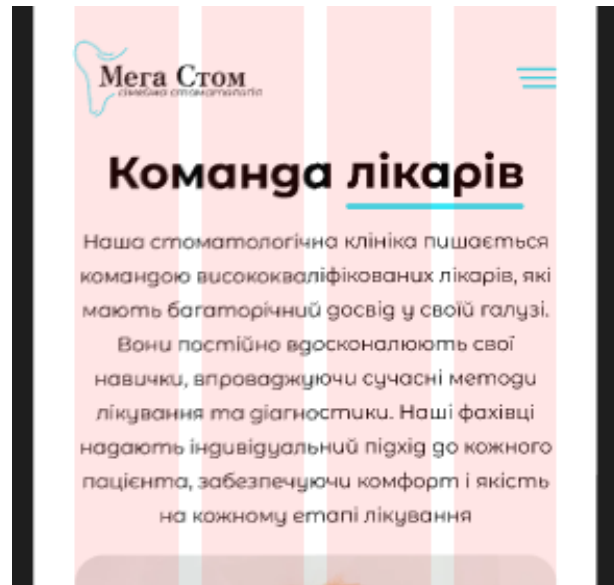 Мега Стом
сімейна стоматологія
Команда лікарів
Наша стоматологічна клініка пишається
командою висококваліфікованих лікарів, які
мають багаторічний досвід у своїй галузі.
Вони постійно вдосконалюють свої
навички, впроваджуючи сучасні методи
лікування та діагностики. Наші фахівці
надають індивідуальний підхід до кожного
пацієнта, забезпечуючи комфорт і якість
на кожному етапі лікування